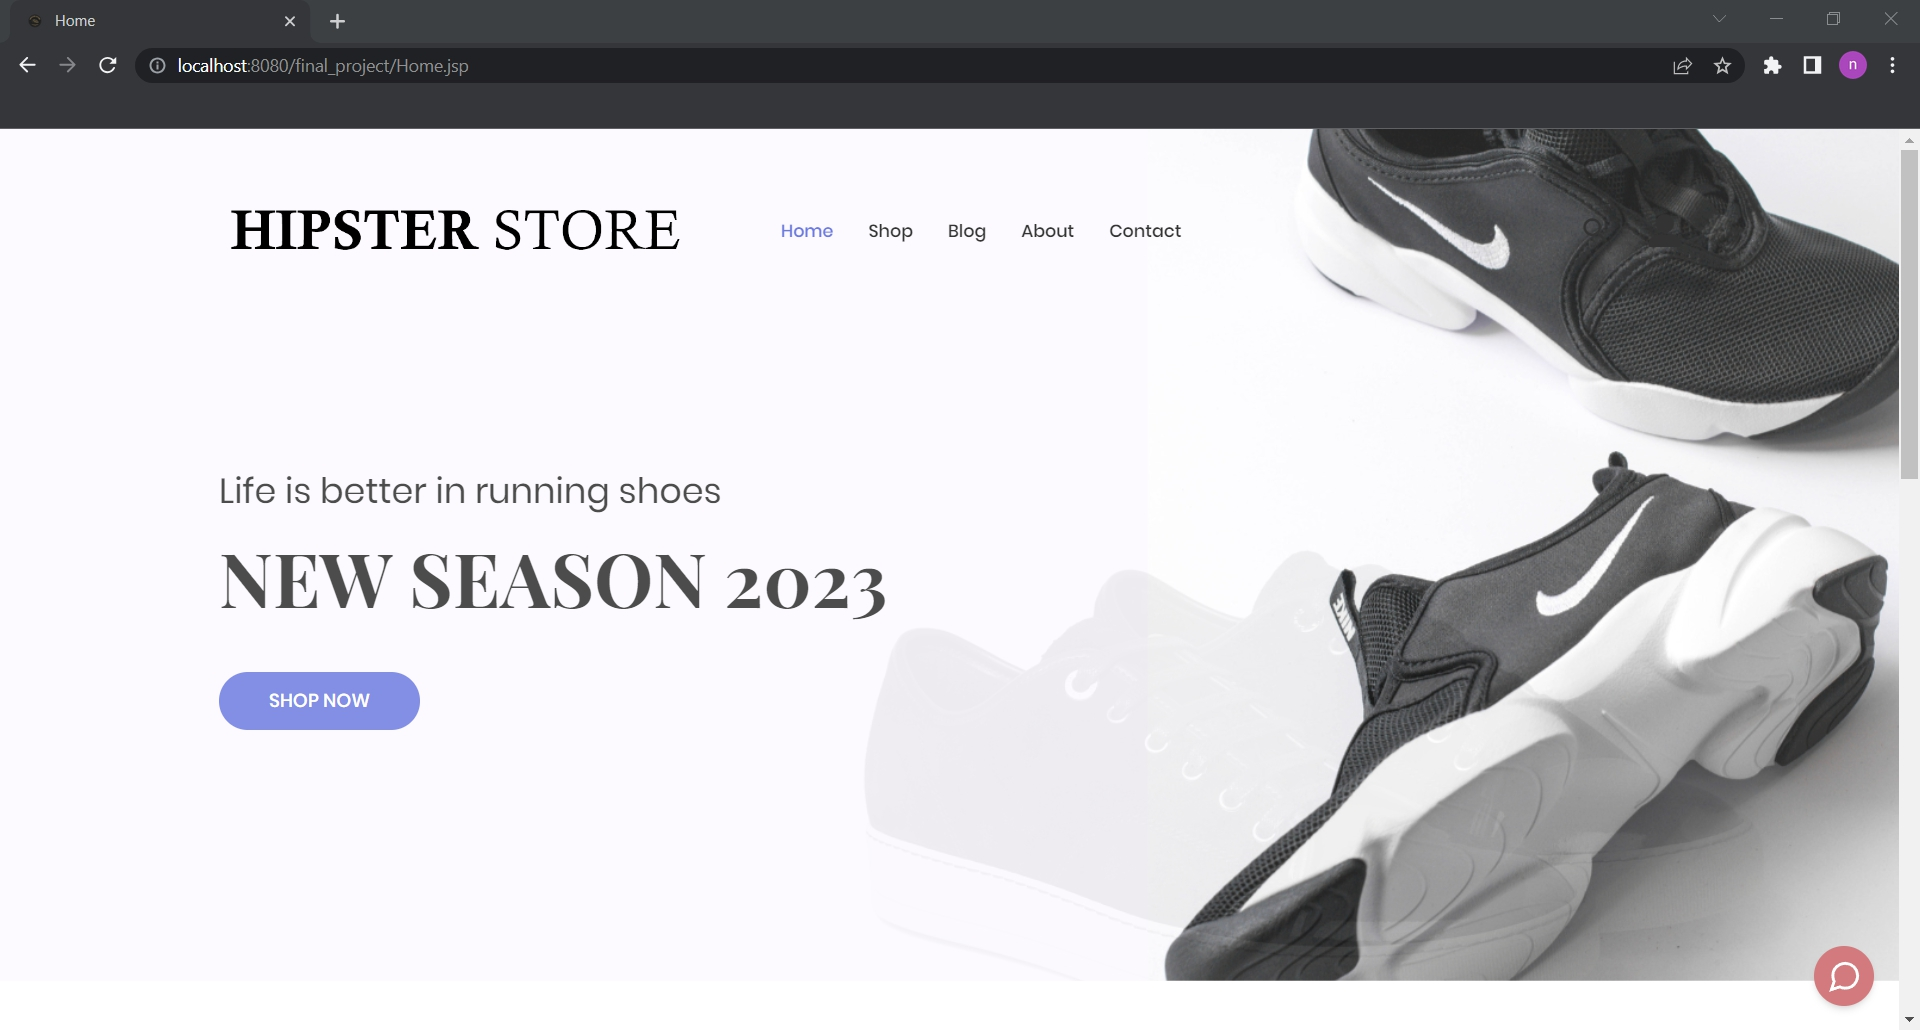 Home
localhost:8080/final_project/Home.jsp
n
HIPSTER STORE
Home
Shop
Blog
About
Contact
Life is better in running shoes
NEW SEASON 2023
SHOP NOW
NIKE